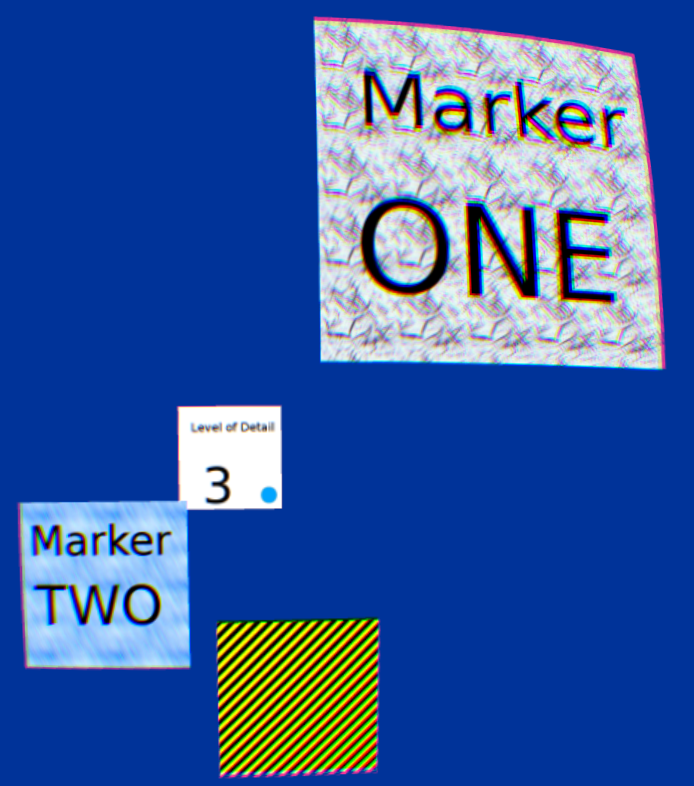 Marker
ONE
Level of Detail
3
Marker
TWO